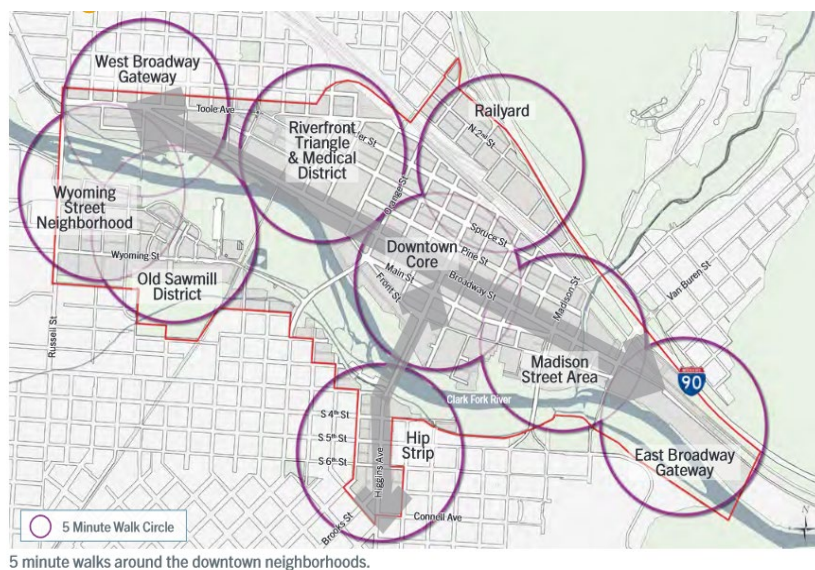 West Broadway
Gateway
Toole Ave
Riverfront
Triangle
& Medical
District
Railyard
N 2nd St
Orange St
Wyoming
Street
Neighborhood
Wyoming St
Old Sawmill
District
Russell St
Downtown
Core
Spruce St
Pine St
Main St
Front St
Broadway St
Madison St
Van Buren St
Madison
Street Area
90
Clark Fork River
East Broadway
Gateway
S 4th St
S 5th St
S 6th St
Hip
Strip
Higgins Ave
Brooks St
Connell Ave
N
5 Minute Walk Circle
5 minute walks around the downtown neighborhoods.